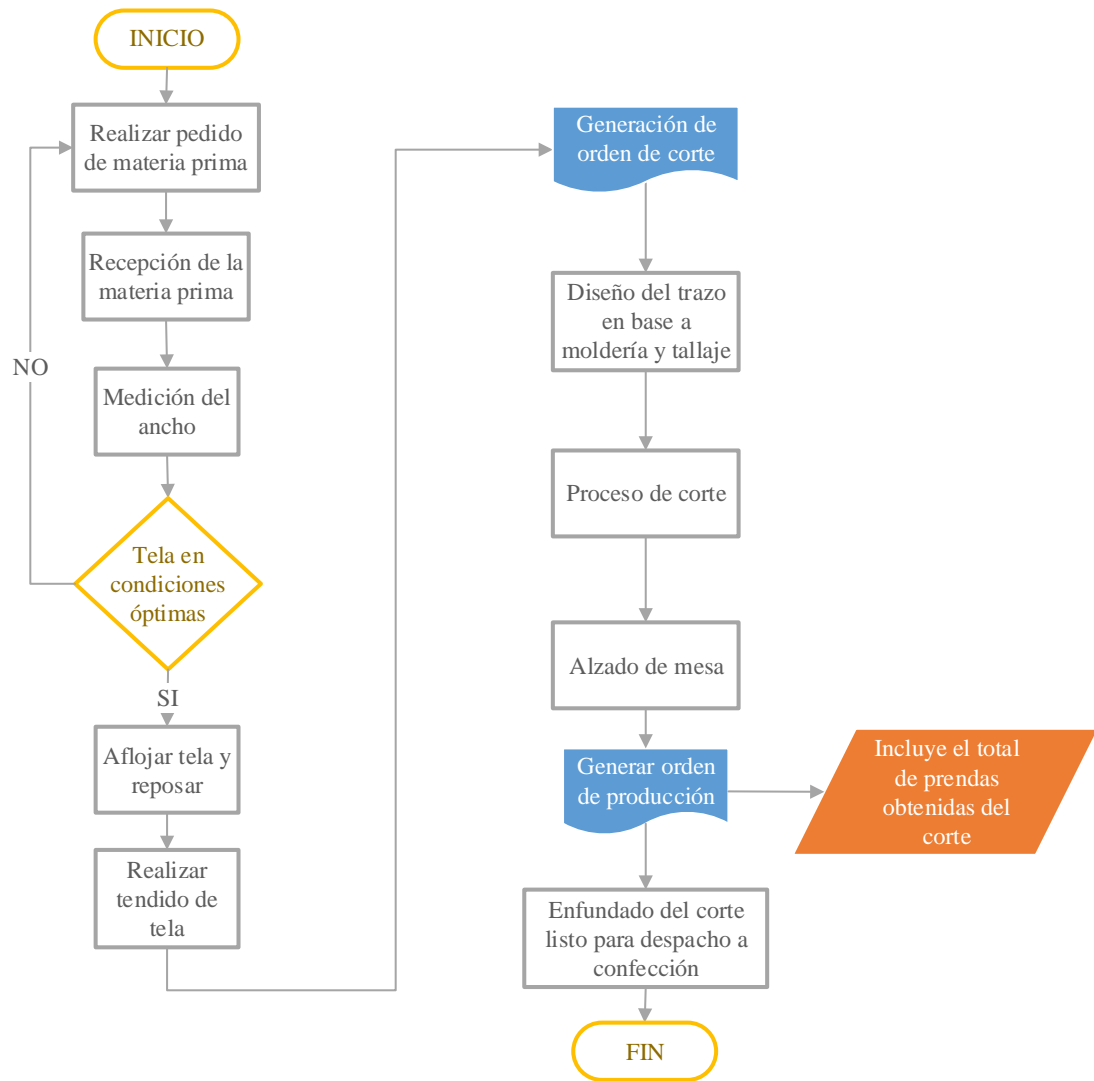 INICIO
Realizar pedido
de materia prima
Recepción de la
materia prima
Medición del
ancho
NO
Tela en
condiciones
óptimas
SI
Aflojar tela y
reposar
Realizar
tendido de
tela
Generación de
orden de corte
Diseño del trazo
en base a
moldería y tallaje
Proceso de corte
Alzado de mesa
Generar orden
de producción
Incluye el total
de prendas
obtenidas del
corte
Enfundado del corte
listo para despacho a
confección
FIN